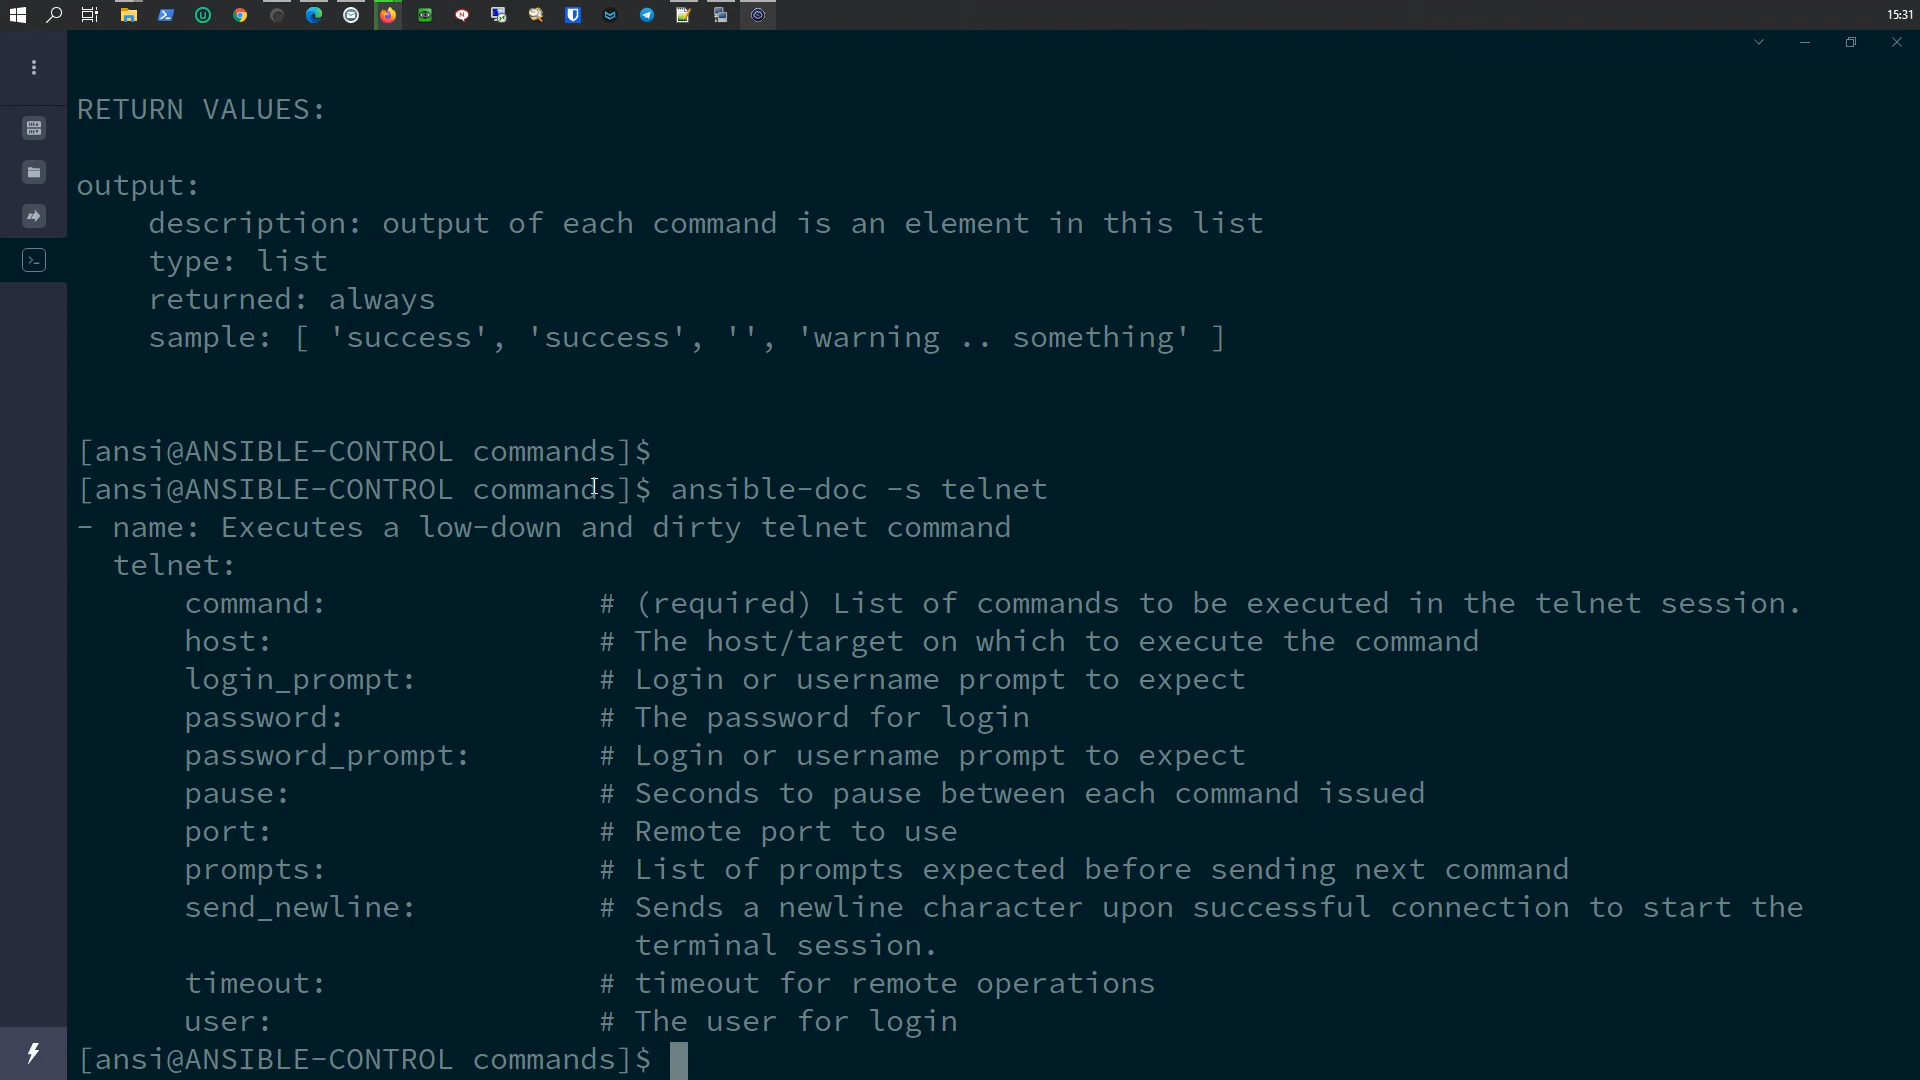 15:31
RETURN VALUES:
output:
description: output of each command is an element in this list
type: list
returned: always
sample: [ 'success', 'success', '', 'warning .. something' ]
[ansi@ANSIBLE-CONTROL commands]$
[ansi@ANSIBLE-CONTROL commands]$ ansible-doc -s telnet
- name: Executes a low-down and dirty telnet command
telnet:
command: # (required) List of commands to be executed in the telnet session.
host: # The host/target on which to execute the command
login_prompt: # Login or username prompt to expect
password: # The password for login
password_prompt: # Login or username prompt to expect
pause: # Seconds to pause between each command issued
port: # Remote port to use
prompts: # List of prompts expected before sending next command
send_newline: # Sends a newline character upon successful connection to start the
terminal session.
timeout: # timeout for remote operations
user: # The user for login
[ansi@ANSIBLE-CONTROL commands]$